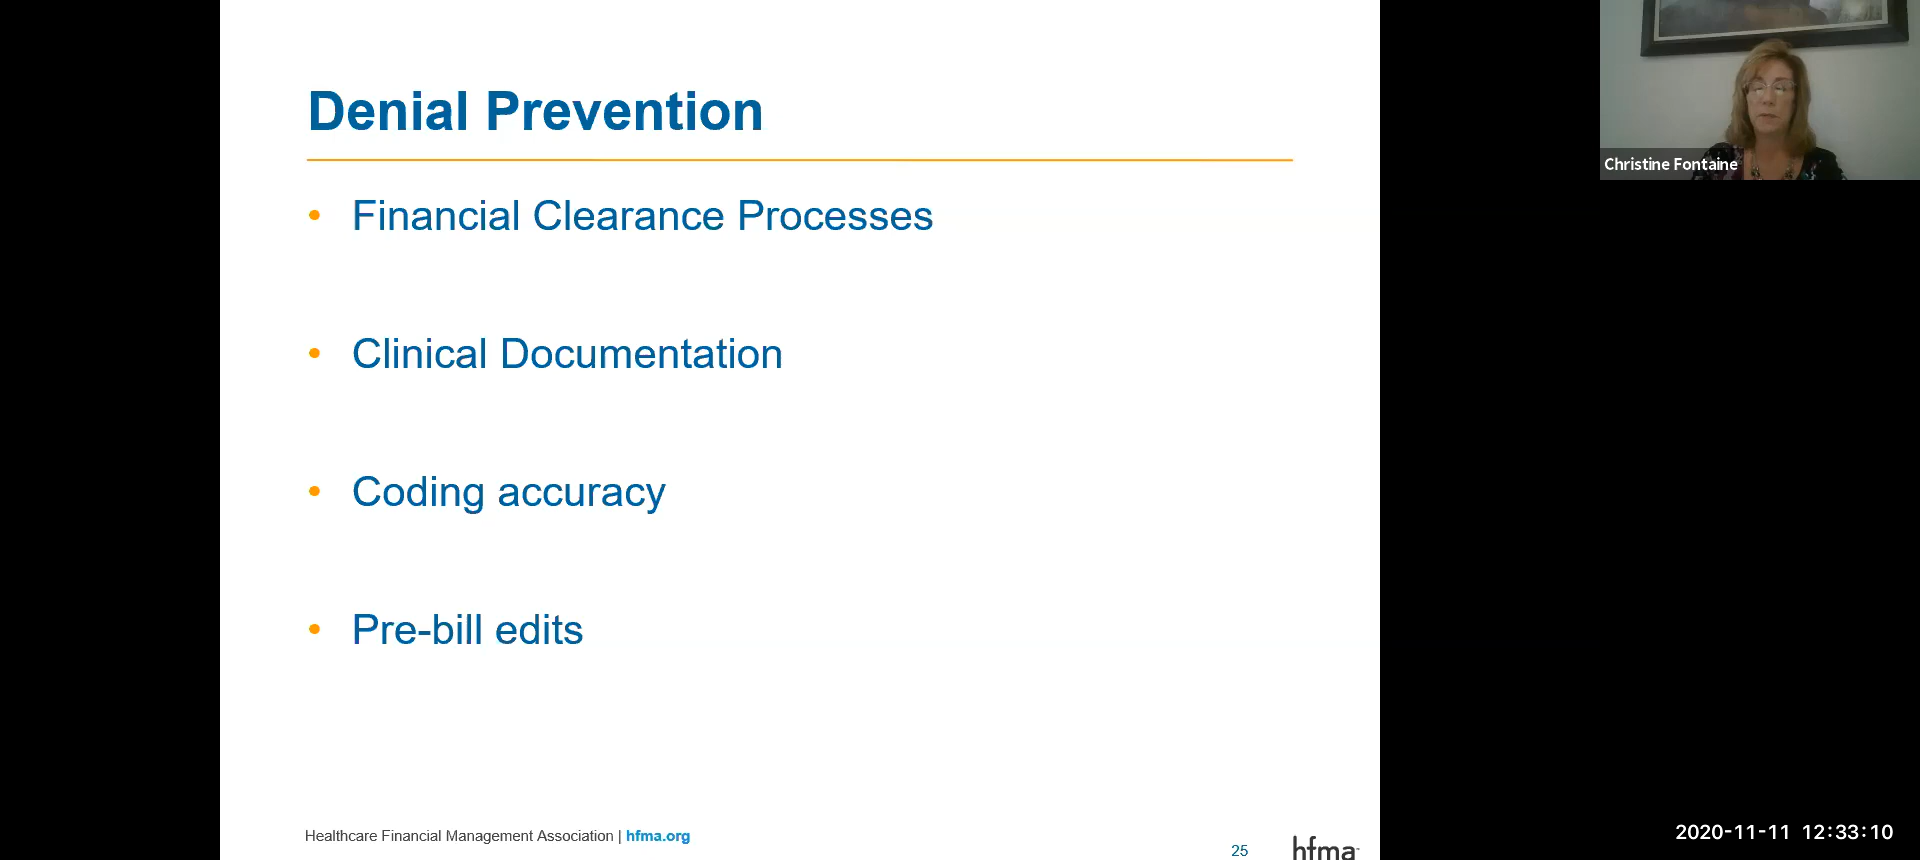 Denial Prevention
• Financial Clearance Processes
• Clinical Documentation
• Coding accuracy
• Pre-bill edits
Healthcare Financial Management Association | hfma.org
25
hfma™
Christine Fontaine
2020-11-11 12:33:10